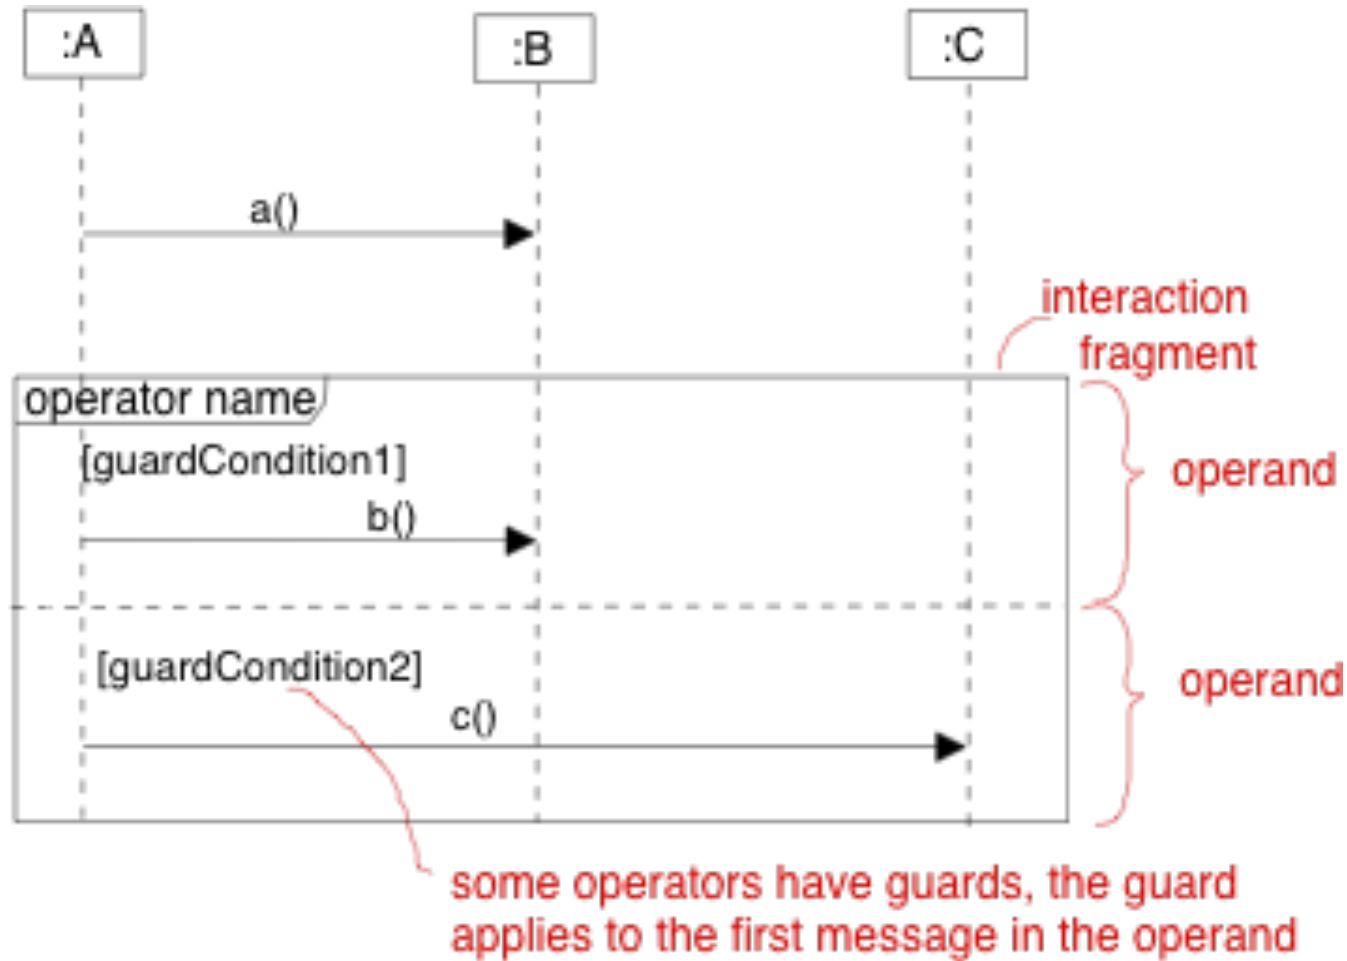 :A
:B
:C
a()
interaction
fragment
operator name
[guardCondition1]
operand
b()
[guardCondition2]
operand
c()
some operators have guards, the guard
applies to the first message in the operand